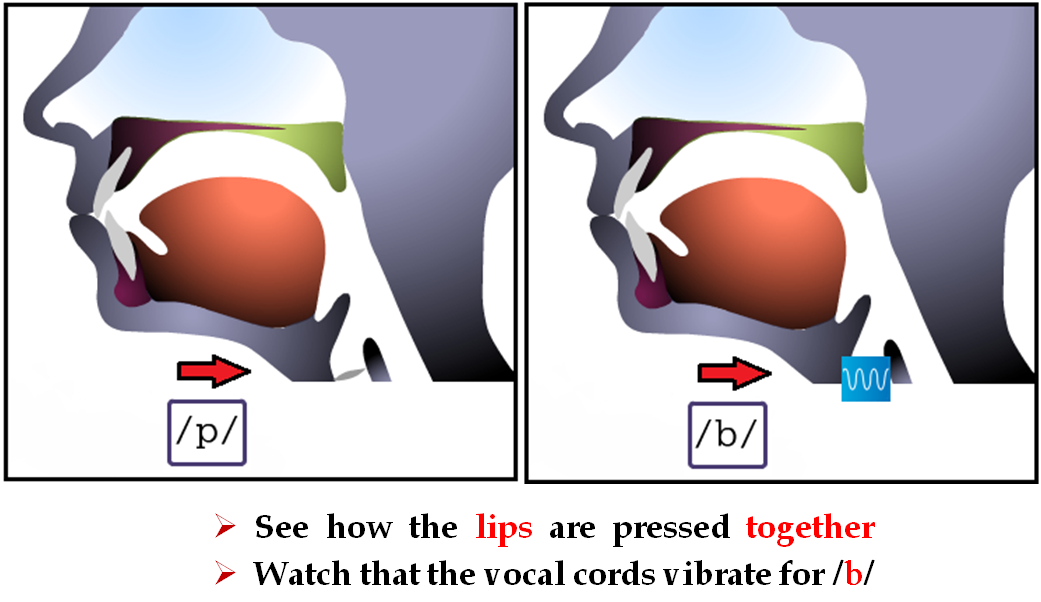 /p/
/b/
See how the lips are pressed together
Watch that the vocal cords vibrate for /b/